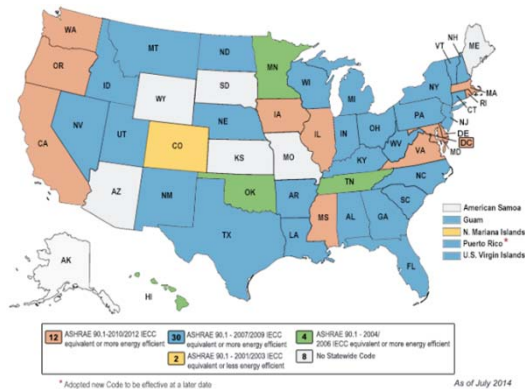 WA
OR
CA
NV
ID
MT
WY
UT
AZ
CO
NM
ND
SD
NE
KS
OK
TX
MN
IA
MO
AR
LA
WI
IL
MS
MI
IN
OH
KY
TN
AL
GA
FL
SC
NC
VA
WV
PA
NY
VT
NH
ME
MA
RI
CT
NJ
DE
MD
DC
AK
HI
American Samoa
Guam
N. Mariana Islands
Puerto Rico *
U.S. Virgin Islands
12 ASHRAE 90.1-2010/2012 IECC
equivalent or more energy efficient
30 ASHRAE 90.1 - 2007/2009 IECC
equivalent or more energy efficient
4 ASHRAE 90.1 - 2004/
2006 IECC equivalent or more energy efficient
2 ASHRAE 90.1 - 2001/2003 IECC
equivalent or less energy efficient
8 No Statewide Code
* Adopted new Code to be effective at a later date
As of July 2014